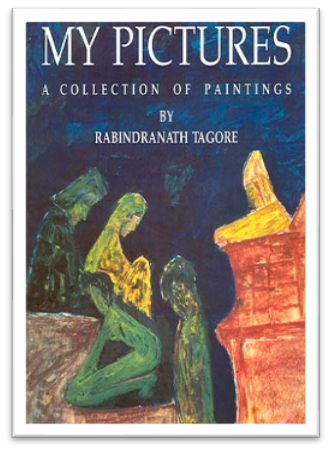 MY PICTURES
A COLLECTION OF PAINTINGS
BY
RABINDRANATH TAGORE